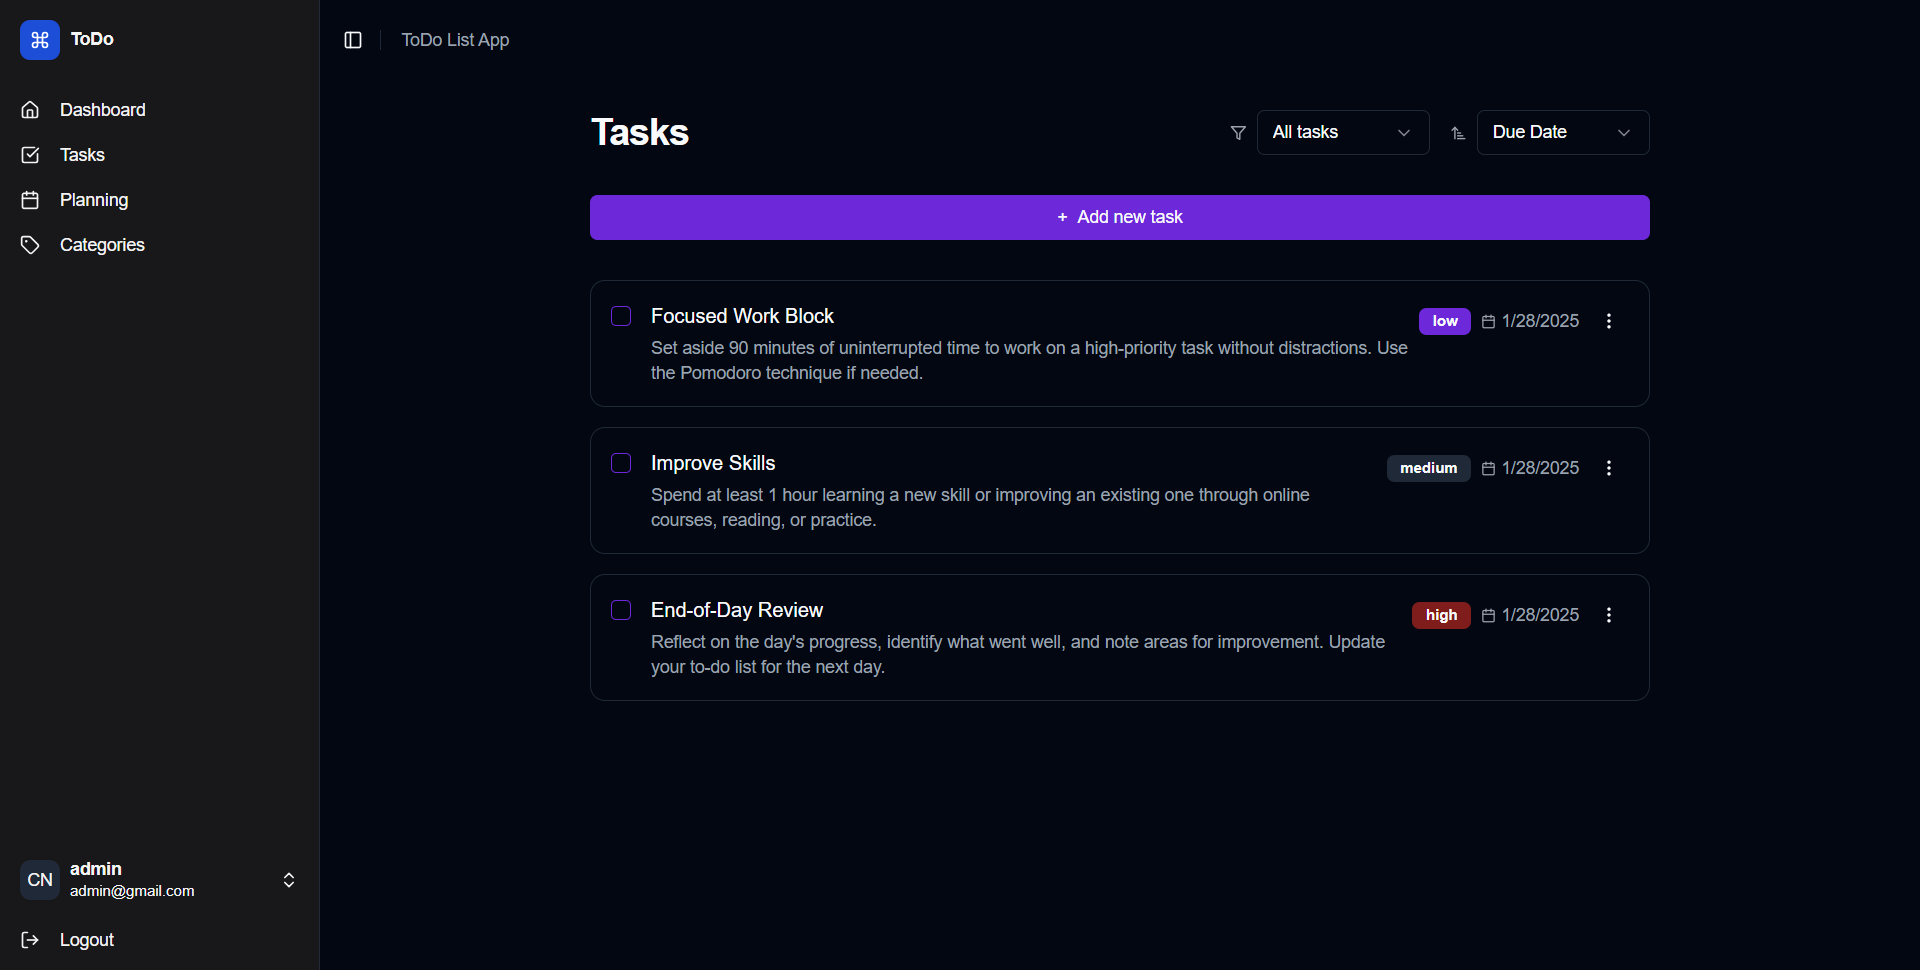 ToDo
Dashboard
Tasks
Planning
Categories
CN
admin
admin@gmail.com
Logout
ToDo List App
Tasks
All tasks
Due Date
+ Add new task
Focused Work Block
low
1/28/2025
Set aside 90 minutes of uninterrupted time to work on a high-priority task without distractions. Use
the Pomodoro technique if needed.
Improve Skills
medium
1/28/2025
Spend at least 1 hour learning a new skill or improving an existing one through online
courses, reading, or practice.
End-of-Day Review
high
1/28/2025
Reflect on the day's progress, identify what went well, and note areas for improvement. Update
your to-do list for the next day.